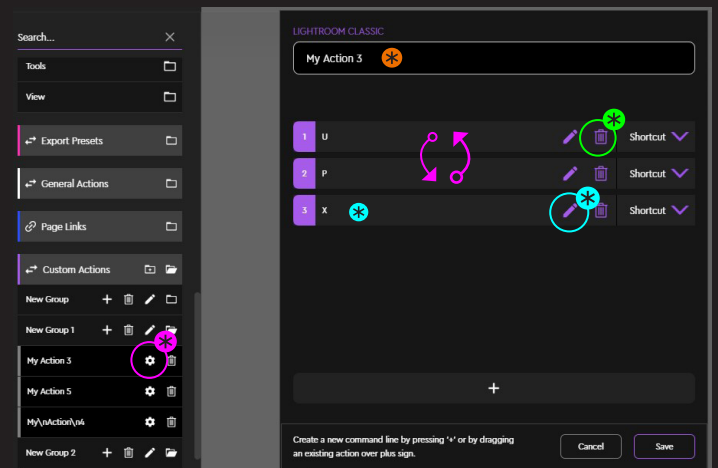 Search...
Tools
View
Export Presets
General Actions
Page Links
Custom Actions
New Group
New Group 1
My Action 3
My Action 5
My\nAction\n4
New Group 2
LIGHTROOM CLASSIC
My Action 3
1 U Shortcut
2 P Shortcut
3 X Shortcut
+
Create a new command line by pressing '+' or by dragging
an existing action over plus sign.
Cancel Save